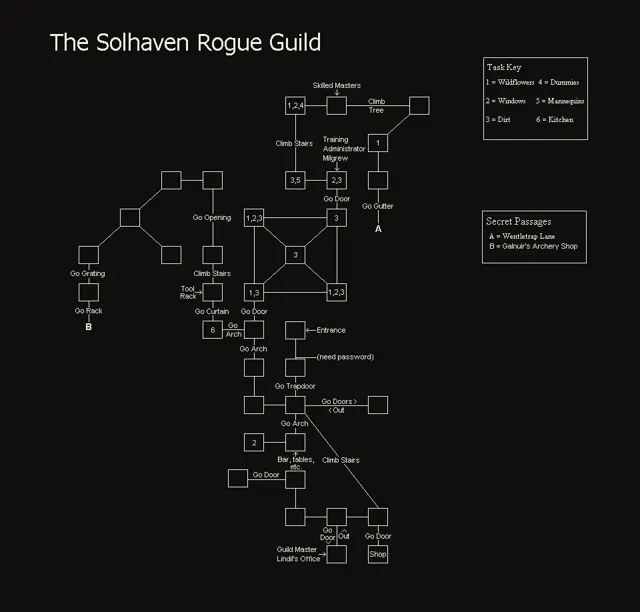 The Solhaven Rogue Guild
Task Key
1 = Wildflowers 4 = Dummies
2 = Windows 5 = Mannequins
3 = Dirt 6 = Kitchen
Skilled Masters
1,2,4
Climb
Tree
Climb Stairs
Training
Administrator
Milgrew
1
3,5
2,3
Go Door
Go Gutter
A
Secret Passages
A = Wentletrap Lane
B = Galnuir's Archery Shop
Go Opening
1,2,3
3
3
1,3
1,2,3
Go Grating
Climb Stairs
Tool
Rack
Go Rack
B
Go Curtain
Go Door
6
Go
Arch
Entrance
Go Arch
(need password)
Go Trapdoor
Go Doors >
< Out
Go Arch
2
Bar, tables,
etc.
Climb Stairs
Go Door
Go
Door
Out
Go Door
Guild Master
Lindil's Office
Shop